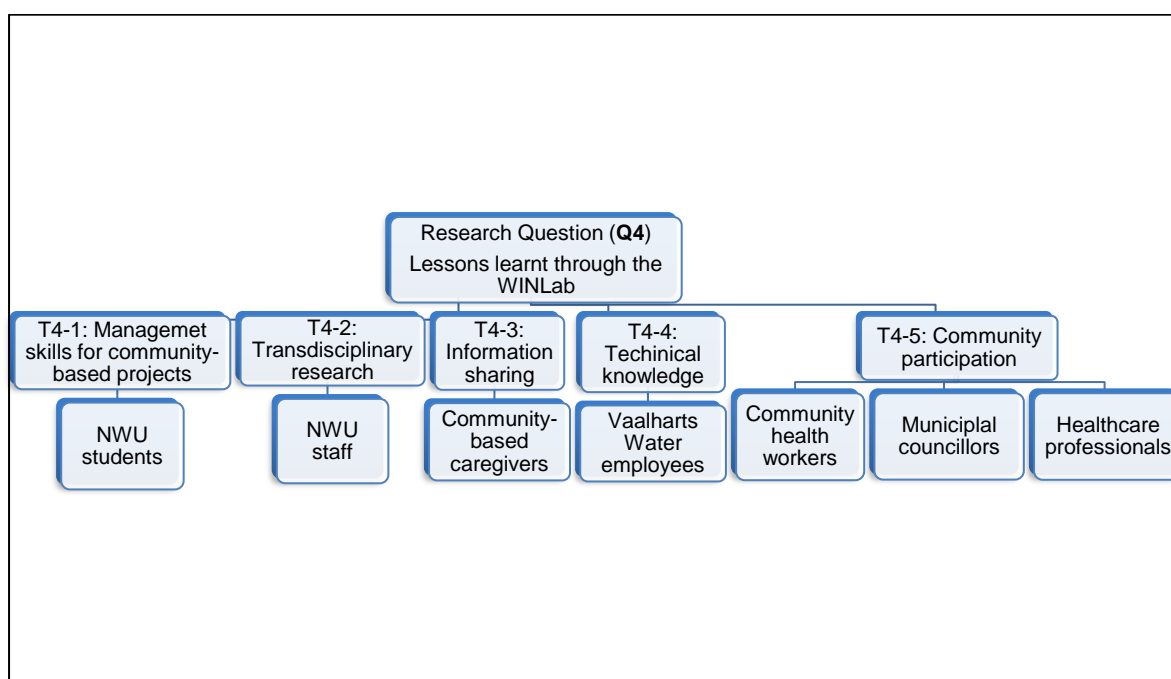 Research Question (Q4)
Lessons learnt through the
WINLab
T4-1: Managemet
skills for community-
based projects
NWU
students
T4-2:
Transdisciplinary
research
NWU
staff
T4-3:
Information
sharing
Community-
based
caregivers
T4-4:
Techinical
knowledge
Vaalharts
Water
employees
T4-5: Community
participation
Community
health
workers
Municiplal
councillors
Healthcare
professionals